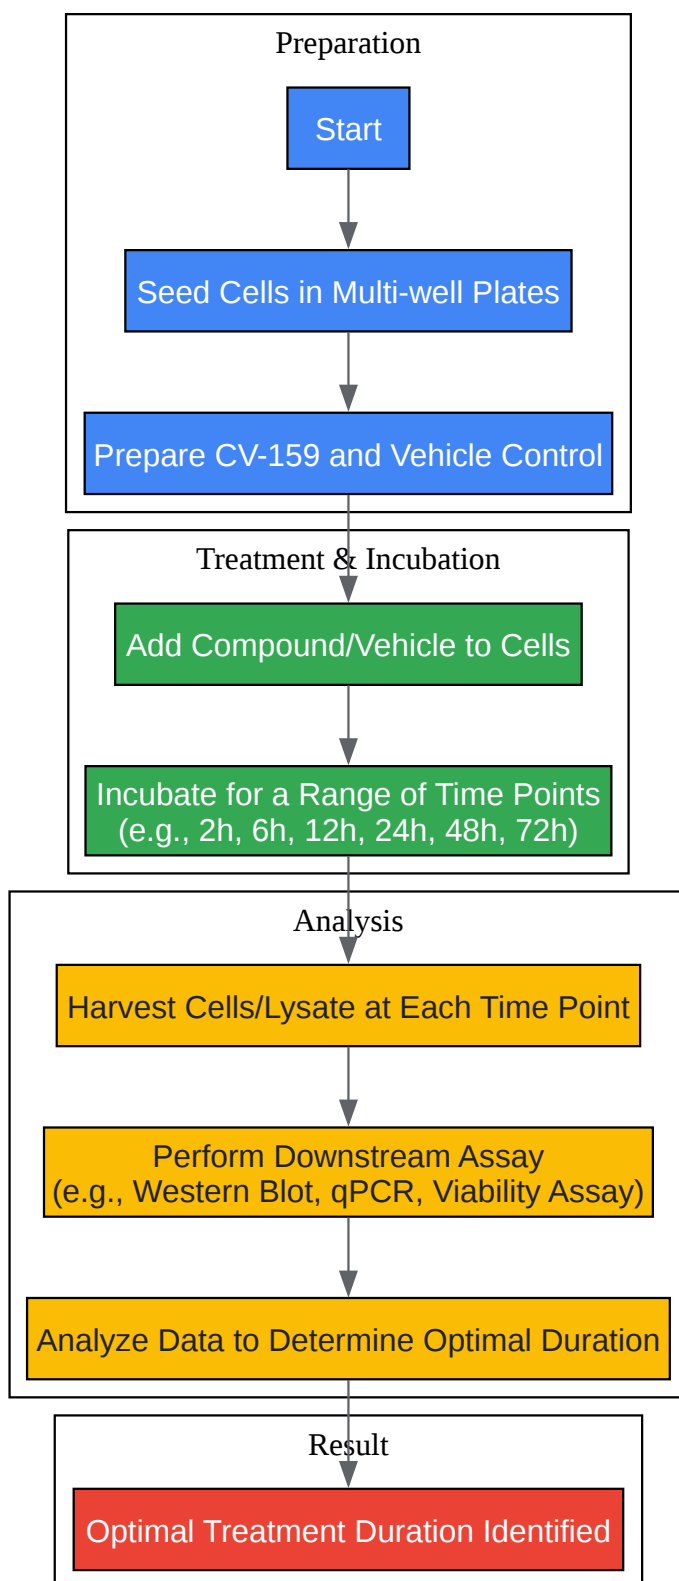 Preparation
Start
Seed Cells in Multi-well Plates
Prepare CV-159 and Vehicle Control
Treatment & Incubation
Add Compound/Vehicle to Cells
Incubate for a Range of Time Points
(e.g., 2h, 6h, 12h, 24h, 48h, 72h)
Analysis
Harvest Cells/Lysate at Each Time Point
Perform Downstream Assay
(e.g., Western Blot, qPCR, Viability Assay)
Analyze Data to Determine Optimal Duration
Result
Optimal Treatment Duration Identified